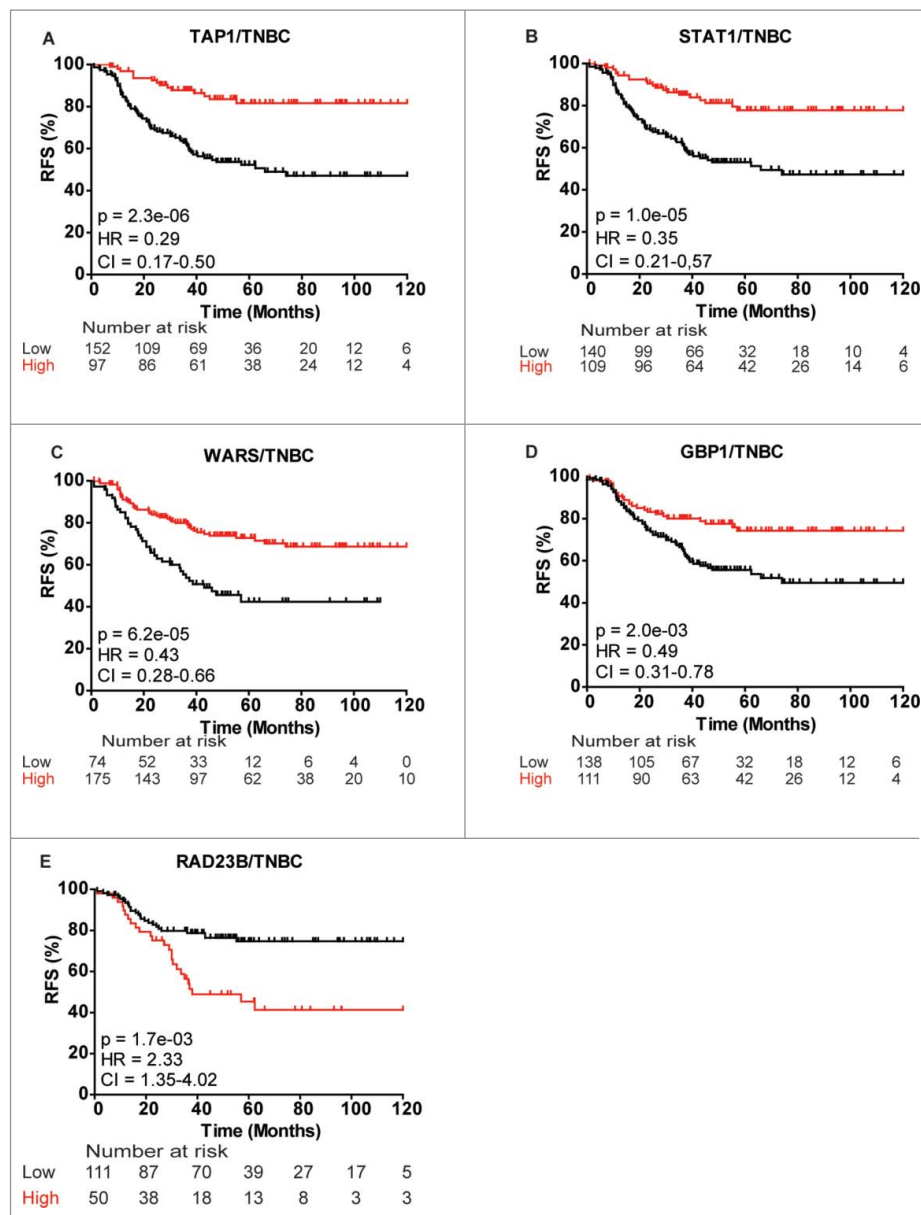 A
TAP1/TNBC
RFS (%)
100
80
60
40
20
0
p = 2.3e-06
HR = 0.29
CI = 0.17-0.50
0 20 40 60 80 100 120
Time (Months)
Number at risk
Low 152 109 69 36 20 12 6
High 97 86 61 38 24 12 4
B
STAT1/TNBC
RFS (%)
100
80
60
40
20
0
p = 1.0e-05
HR = 0.35
CI = 0.21-0,57
0 20 40 60 80 100 120
Time (Months)
Number at risk
Low 140 99 66 32 18 10 4
High 109 96 64 42 26 14 6
C
WARS/TNBC
RFS (%)
100
80
60
40
20
0
p = 6.2e-05
HR = 0.43
CI = 0.28-0.66
0 20 40 60 80 100 120
Time (Months)
Number at risk
Low 74 52 33 12 6 4 0
High 175 143 97 62 38 20 10
D
GBP1/TNBC
RFS (%)
100
80
60
40
20
0
p = 2.0e-03
HR = 0.49
CI = 0.31-0.78
0 20 40 60 80 100 120
Time (Months)
Number at risk
Low 138 105 67 32 18 12 6
High 111 90 63 42 26 12 4
E
RAD23B/TNBC
RFS (%)
100
80
60
40
20
0
p = 1.7e-03
HR = 2.33
CI = 1.35-4.02
0 20 40 60 80 100 120
Time (Months)
Number at risk
Low 111 87 70 39 27 17 5
High 50 38 18 13 8 3 3